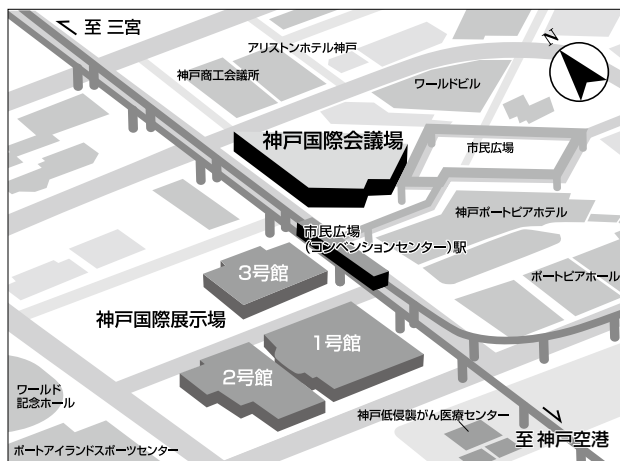 至 三宮
アリストンホテル神戸
N
神戸商工会議所
ワールドビル
神戸国際会議場
市民広場
神戸ポートピアホテル
市民広場
（コンベンションセンター）駅
ポートピアホール
3号館
神戸国際展示場
1号館
2号館
ワールド
記念ホール
神戸低侵襲がん医療センター
至 神戸空港
ポートアイランドスポーツセンター